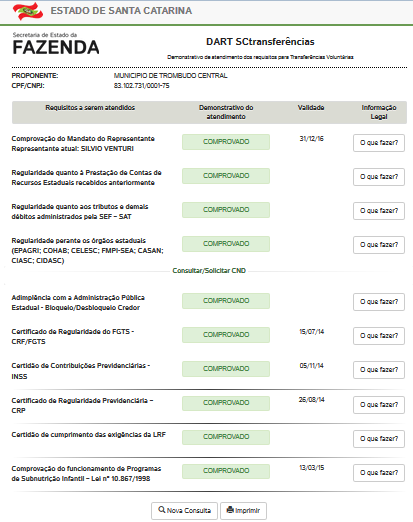 ESTADO DE SANTA CATARINA
Secretaria de Estado da
FAZENDA
DART SCtransferências
Demonstrativo de atendimento dos requisitos para Transferências Voluntárias
PROPONENTE: MUNICIPIO DE TROMBUDO CENTRAL
CPF/CNPJ: 83.102.731/0001-75
Requisitos a serem atendidos Demonstrativo do atendimento Validade Informação Legal
Comprovação do Mandato do Representante
Representante atual: SILVIO VENTURI COMPROVADO 31/12/16 O que fazer?
Regularidade quanto à Prestação de Contas de
Recursos Estaduais recebidos anteriormente COMPROVADO O que fazer?
Regularidade quanto aos tributos e demais
débitos administrados pela SEF – SAT COMPROVADO O que fazer?
Regularidade perante os órgãos estaduais
(EPAGRI; COHAB; CELESC; FMPI-SEA; CASAN;
CIASC; CIDASC) COMPROVADO O que fazer?
Consultar/Solicitar CND
Adimplência com a Administração Pública
Estadual - Bloqueio/Desbloqueio Credor COMPROVADO O que fazer?
Certificado de Regularidade do FGTS -
CRF/FGTS COMPROVADO 15/07/14 O que fazer?
Certidão de Contribuições Previdenciárias -
INSS COMPROVADO 05/11/14 O que fazer?
Certificado de Regularidade Previdenciária –
CRP COMPROVADO 26/08/14 O que fazer?
Certidão de cumprimento das exigências da LRF COMPROVADO O que fazer?
Comprovação do funcionamento de Programas
de Subnutrição Infantil – Lei n° 10.867/1998 COMPROVADO 13/03/15 O que fazer?
Nova Consulta Imprimir